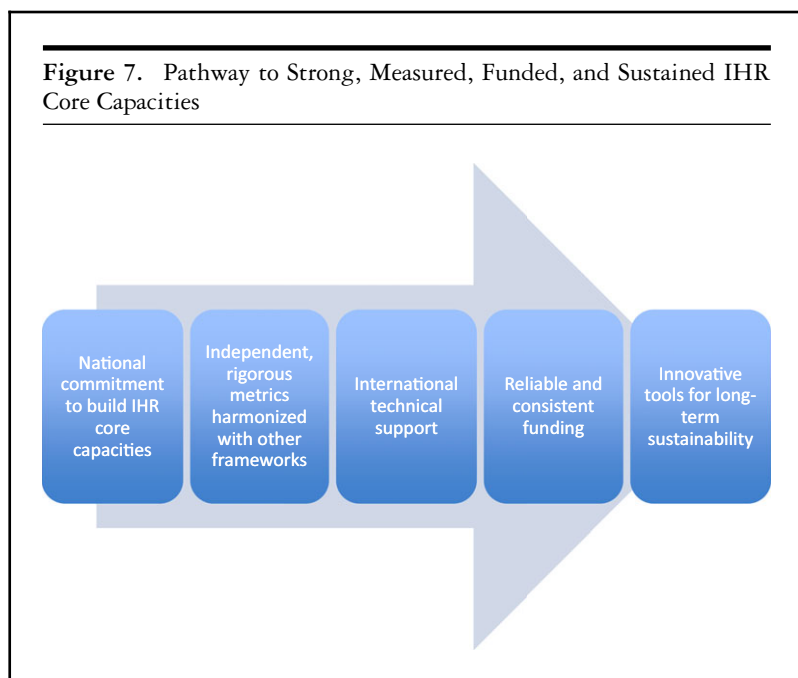 Figure 7. Pathway to Strong, Measured, Funded, and Sustained IHR
Core Capacities
National
commitment
to build IHR
core
capacities
Independent,
rigorous
metrics
harmonized
with other
frameworks
International
technical
support
Reliable and
consistent
funding
Innovative
tools for long-
term
sustainability